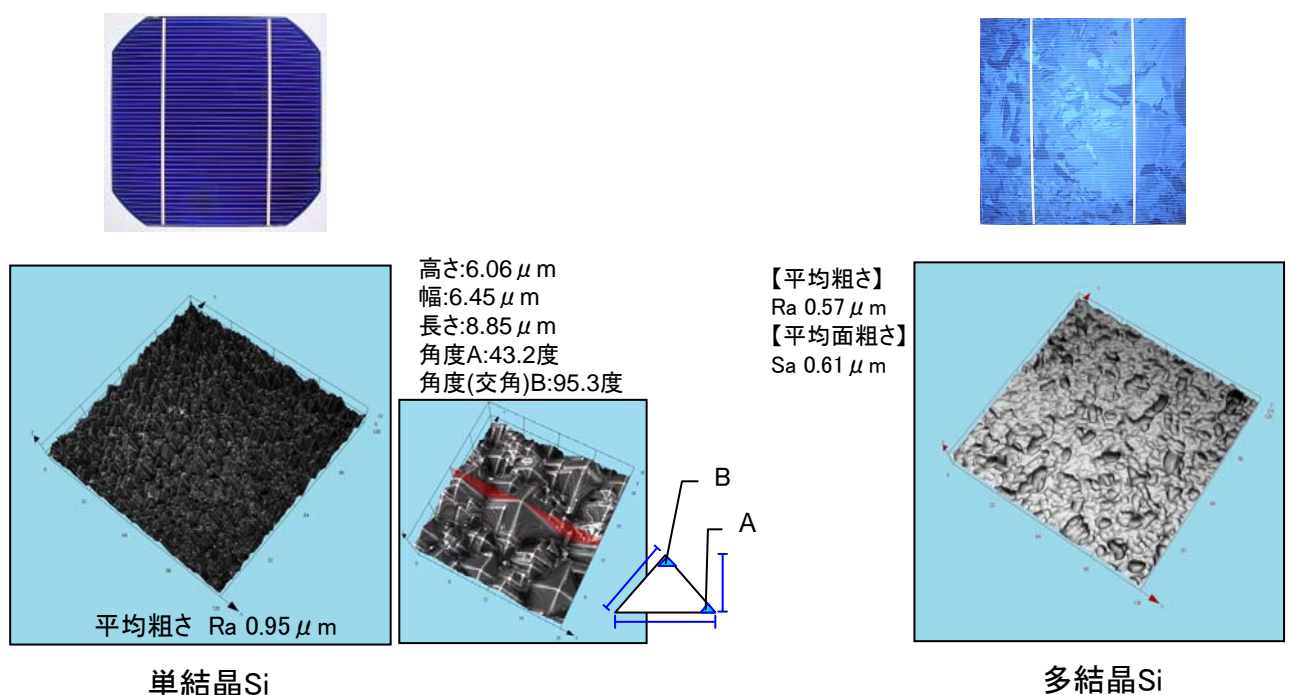 高さ:6.06μm
幅:6.45μm
長さ:8.85μm
角度A:43.2度
角度(交角)B:95.3度
【平均粗さ】
Ra 0.57μm
【平均面粗さ】
Sa 0.61μm
B
A
平均粗さ Ra 0.95μm
単結晶Si
多結晶Si